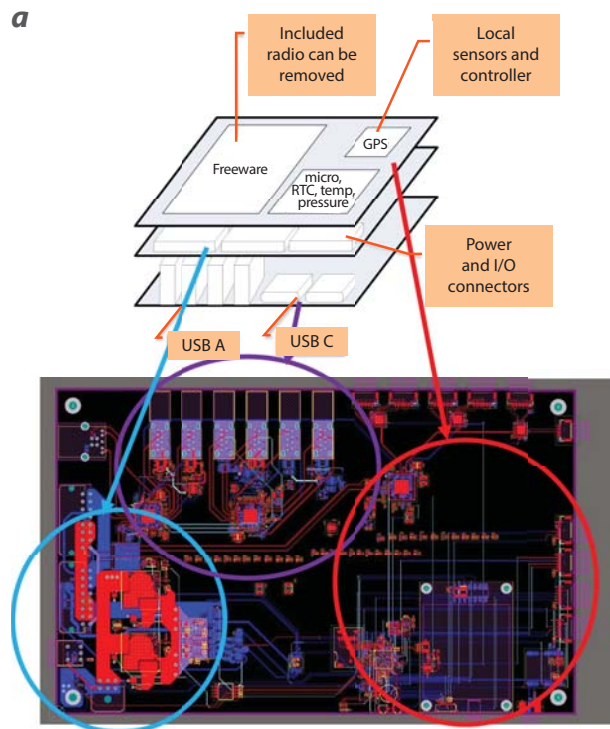 a
Included
radio can be
removed
Local
sensors and
controller
GPS
Freeware
micro,
RTC, temp,
pressure
Power
and I/O
connectors
USB A
USB C